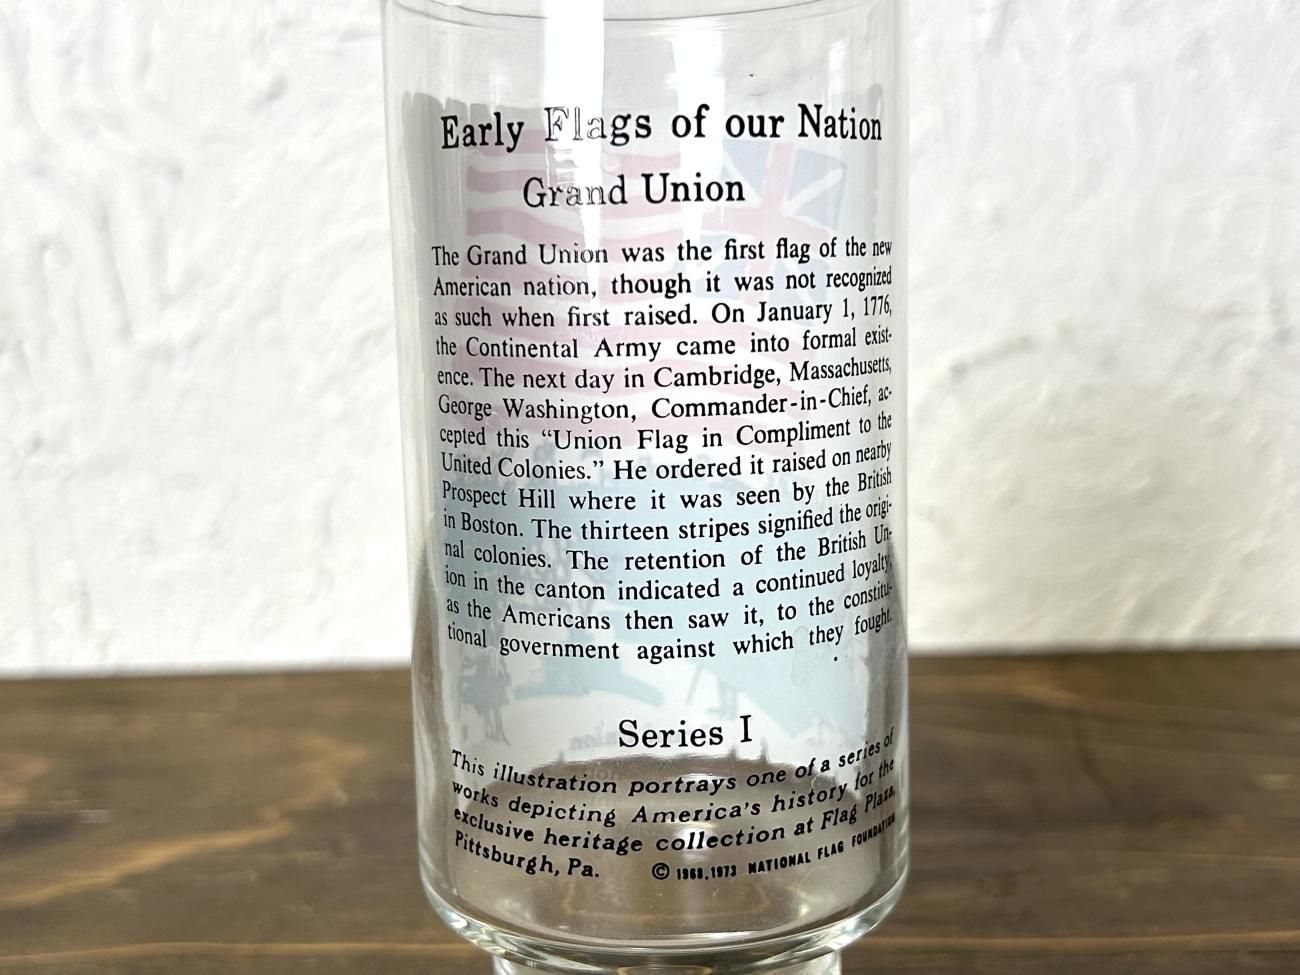 Early Flags of our Nation
Grand Union
The Grand Union was the first flag of the new
American nation, though it was not recognized
as such when first raised. On January 1, 1776,
the Continental Army came into formal exist-
ence. The next day in Cambridge, Massachusetts,
George Washington, Commander-in-Chief, ac-
cepted this “Union Flag in Compliment to the
United Colonies.” He ordered it raised on nearby
Prospect Hill where it was seen by the British
in Boston. The thirteen stripes signified the origi-
nal colonies. The retention of the British Un-
ion in the canton indicated a continued loyalty,
as the Americans then saw it, to the constitu-
tional government against which they fought.
Series I
This illustration portrays one of a series of
works depicting America's history for the
exclusive heritage collection at Flag Plaza,
Pittsburgh, Pa. © 1968, 1973 NATIONAL FLAG FOUNDATION